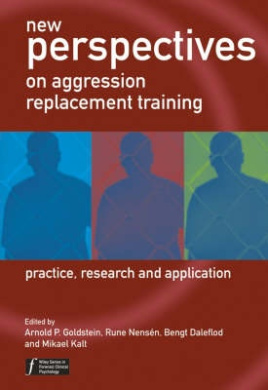 new
perspectives
on aggression
replacement training
practice, research and application
Edited by
Arnold P. Goldstein, Rune Nensén, Bengt Daleflod
and Mikael Kalt
f
Wiley Series in
Forensic Clinical
Psychology